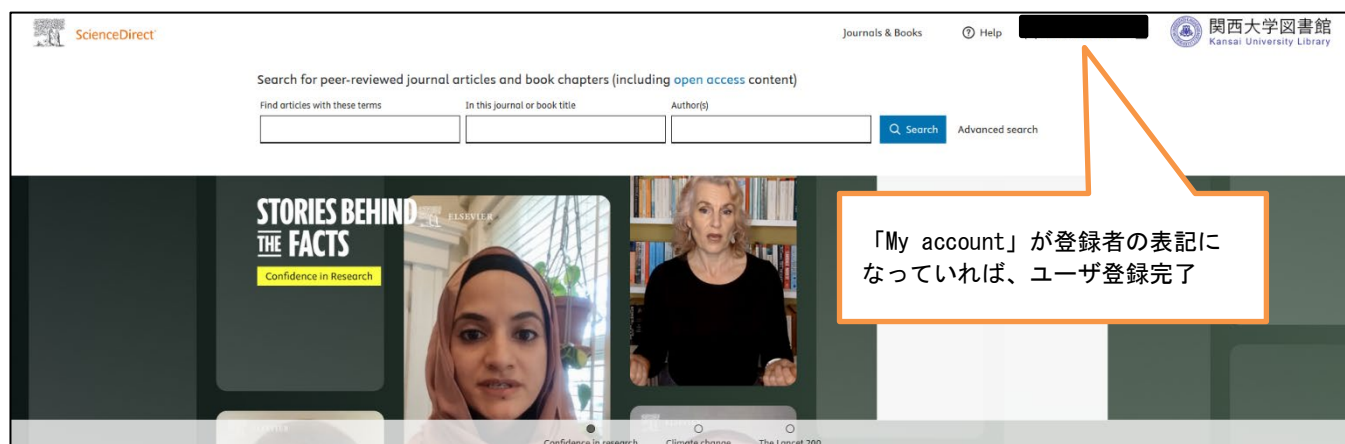 ScienceDirect
Journals & Books
Help
関西大学図書館
Kansai University Library
Search for peer-reviewed journal articles and book chapters (including open access content)
Find articles with these terms
In this journal or book title
Author(s)
Search
Advanced search
STORIES BEHIND
THE FACTS
Confidence in Research
ELSEVIER
「My account」が登録者の表記に
なっていれば、ユーザ登録完了
Confidence in research
Climate change
The Lancet 200